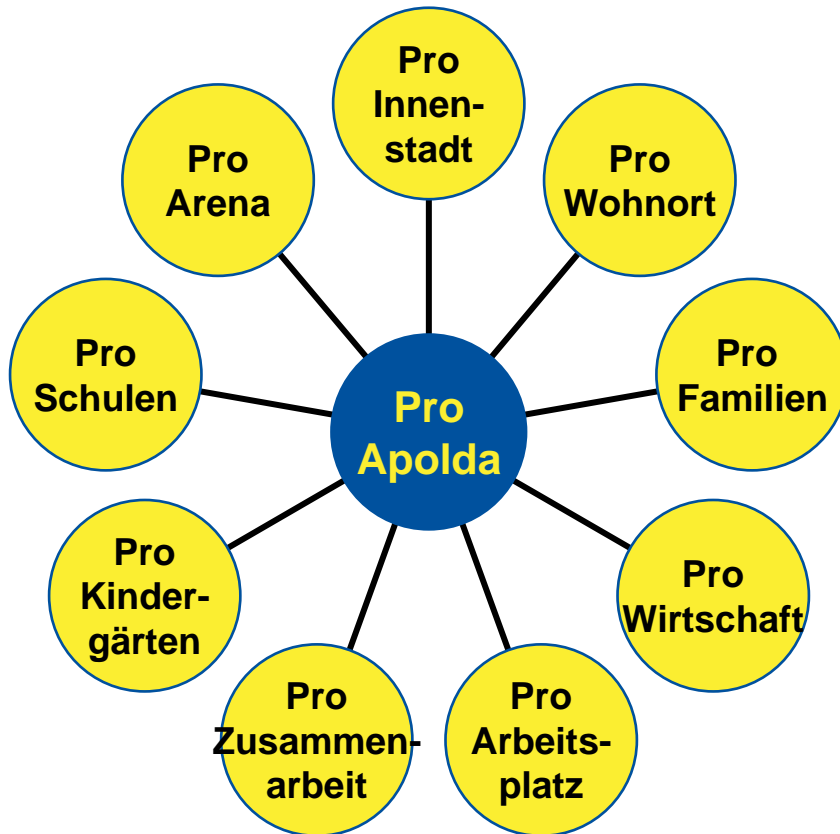 Pro
Innen-
stadt
Pro
Wohnort
Pro
Familien
Pro
Wirtschaft
Pro
Arbeits-
platz
Pro
Zusammen-
arbeit
Pro
Kinder-
gärten
Pro
Schulen
Pro
Arena
Pro
Apolda